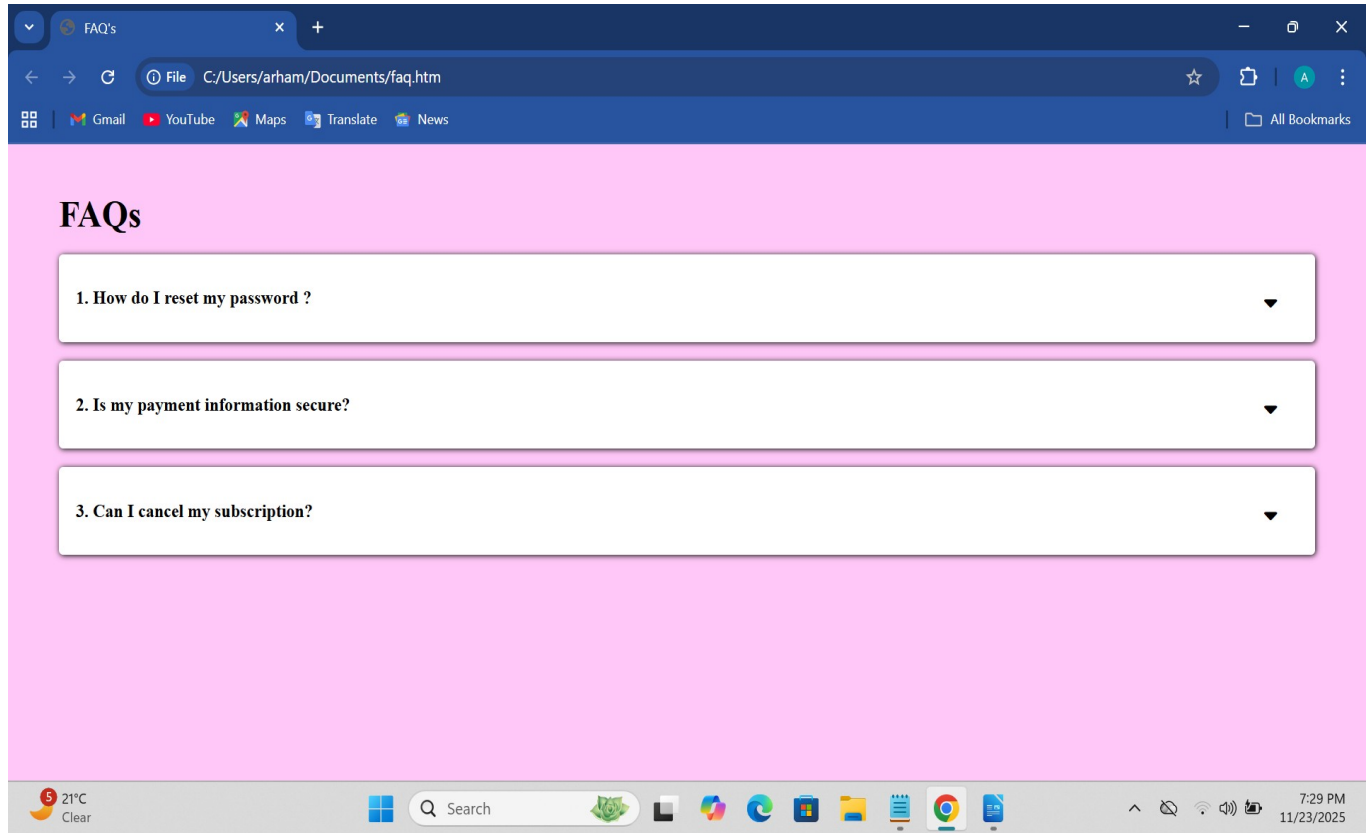 FAQ's
File C:/Users/arham/Documents/faq.htm
A
Gmail YouTube Maps Translate News All Bookmarks
FAQs
1. How do I reset my password ?
2. Is my payment information secure?
3. Can I cancel my subscription?
5
21°C
Clear
Search
7:29 PM
11/23/2025